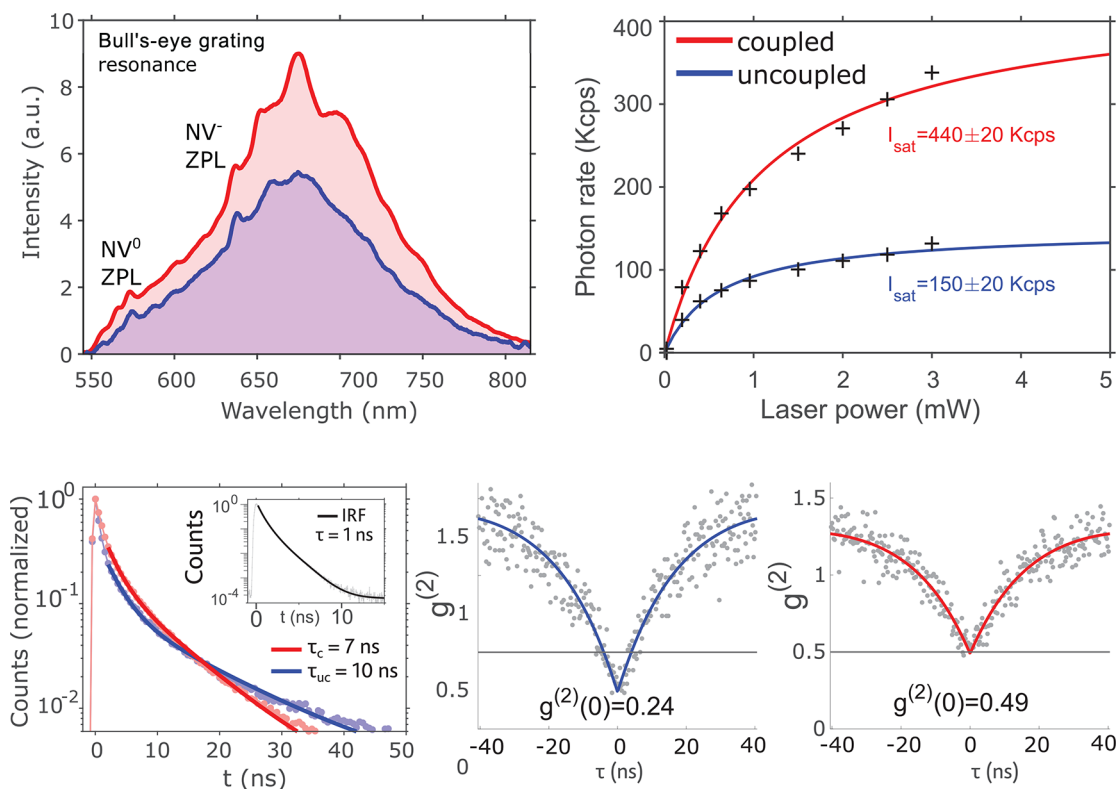 Bull's-eye grating
resonance
NV⁻
ZPL
NV⁰
ZPL
Intensity (a.u.)
10
8
6
4
2
0
550 600 650 700 750 800
Wavelength (nm)
coupled
uncoupled
I_sat=440±20 Kcps
I_sat=150±20 Kcps
Photon rate (Kcps)
400
300
200
100
0
0 1 2 3 4 5
Laser power (mW)
Counts (normalized)
10⁰
10⁻¹
10⁻²
0 10 20 30 40 50
t (ns)
Counts
10⁰
10⁻⁴
IRF
τ = 1 ns
0 t (ns) 10
τ_c = 7 ns
τ_uc = 10 ns
g⁽²⁾
1.5
1
0.5
0
g⁽²⁾(0)=0.24
-40 -20 0 20 40
τ (ns)
g⁽²⁾
1.5
1
0.5
0
g⁽²⁾(0)=0.49
-40 -20 0 20 40
τ (ns)